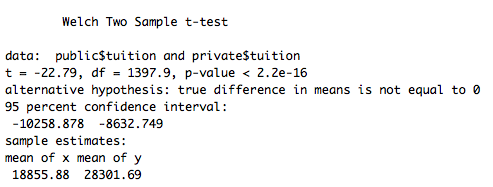 Welch Two Sample t-test
data:  public$tuition and private$tuition
t = -22.79, df = 1397.9, p-value < 2.2e-16
alternative hypothesis: true difference in means is not equal to 0
95 percent confidence interval:
 -10258.878  -8632.749
sample estimates:
mean of x mean of y
 18855.88  28301.69